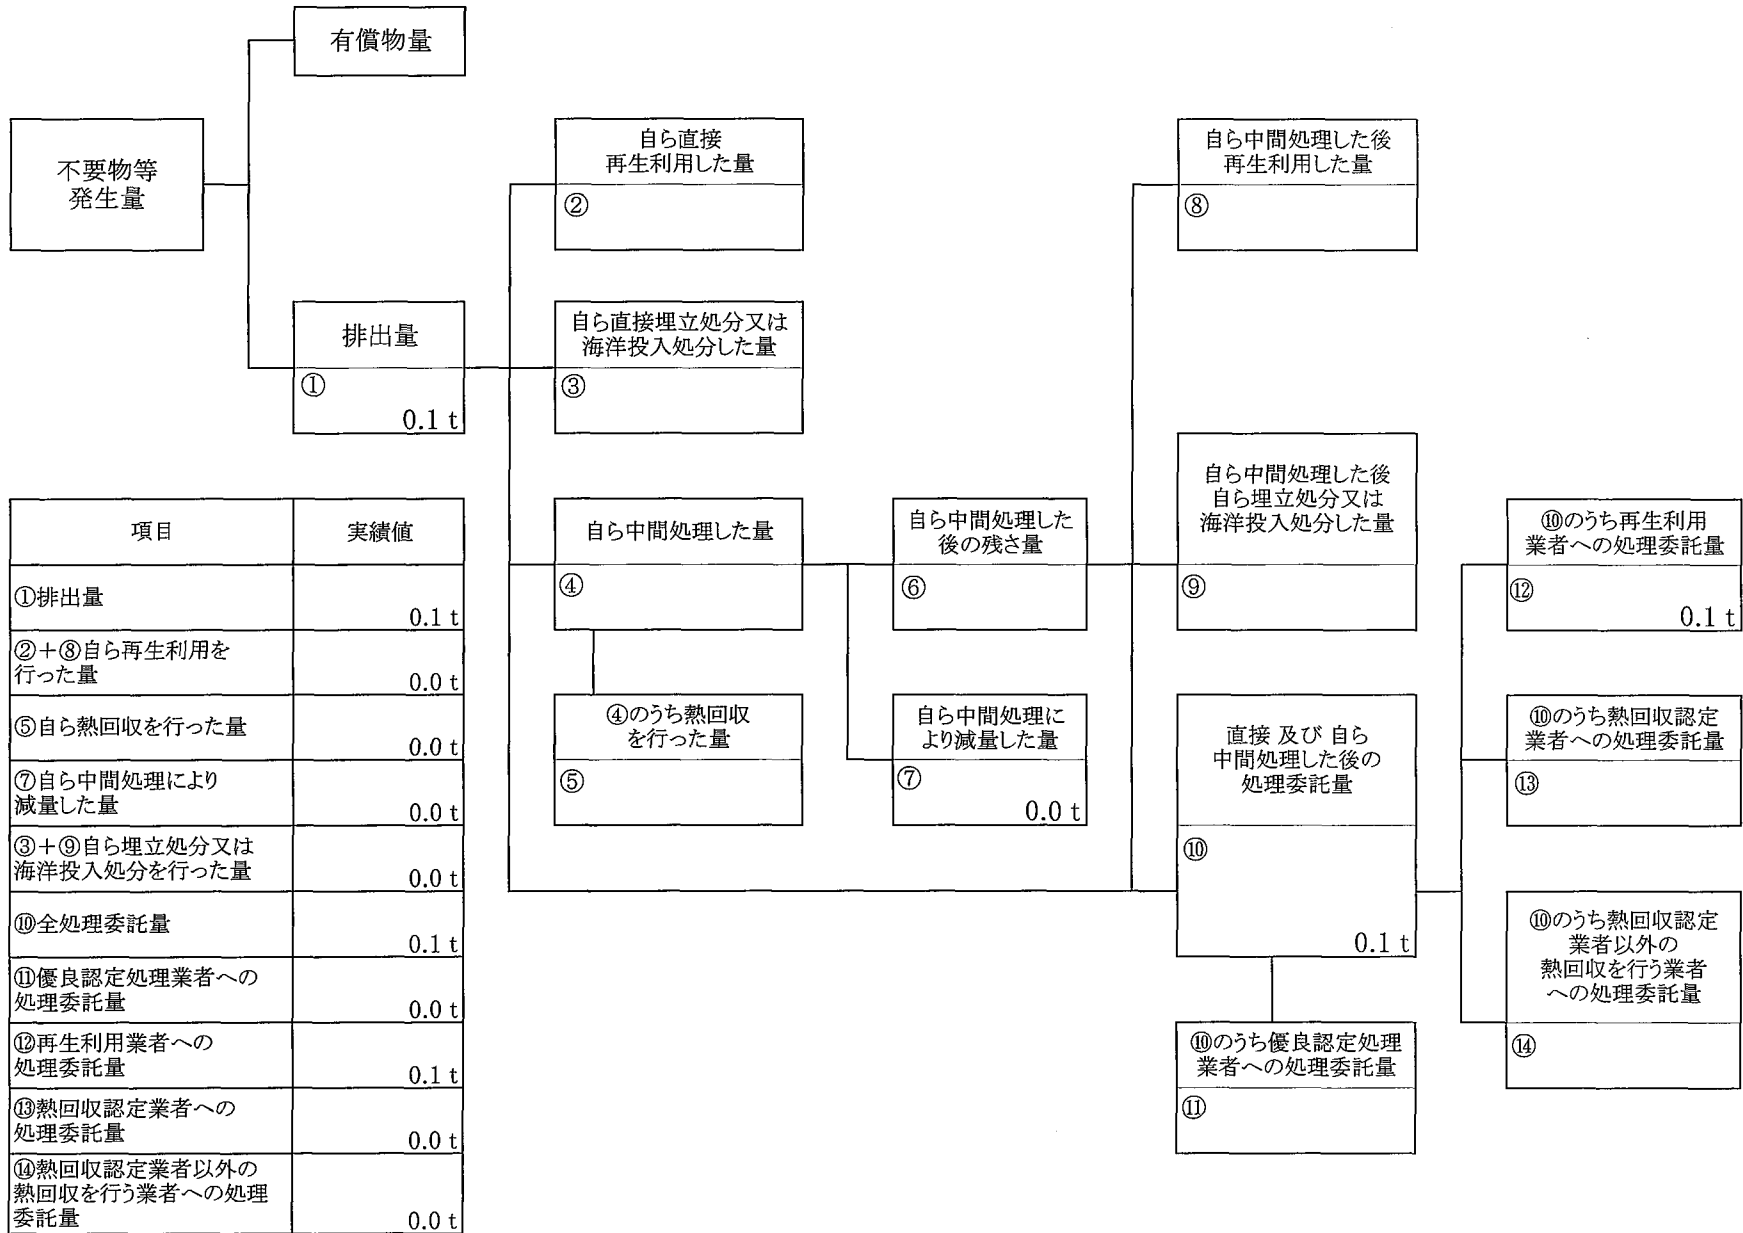 有償物量
不要物等
発生量
排出量
①
0.1 t
自ら直接
再生利用した量
②
自ら直接埋立処分又は
海洋投入処分した量
③
自ら中間処理した量
④
④のうち熱回収
を行った量
⑤
自ら中間処理した
後の残さ量
⑥
自ら中間処理に
より減量した量
⑦
0.0 t
自ら中間処理した後
再生利用した量
⑧
自ら中間処理した後
自ら埋立処分又は
海洋投入処分した量
⑨
直接 及び 自ら
中間処理した後の
処理委託量
⑩
0.1 t
⑩のうち優良認定処理
業者への処理委託量
⑪
⑩のうち再生利用
業者への処理委託量
⑫
0.1 t
⑩のうち熱回収認定
業者への処理委託量
⑬
⑩のうち熱回収認定
業者以外の
熱回収を行う業者
への処理委託量
⑭
項目 実績値
①排出量
0.1 t
②＋⑧自ら再生利用を
行った量
0.0 t
⑤自ら熱回収を行った量
0.0 t
⑦自ら中間処理により
減量した量
0.0 t
③＋⑨自ら埋立処分又は
海洋投入処分を行った量
0.0 t
⑩全処理委託量
0.1 t
⑪優良認定処理業者への
処理委託量
0.0 t
⑫再生利用業者への
処理委託量
0.1 t
⑬熱回収認定業者への
処理委託量
0.0 t
⑭熱回収認定業者以外の
熱回収を行う業者への処理
委託量
0.0 t